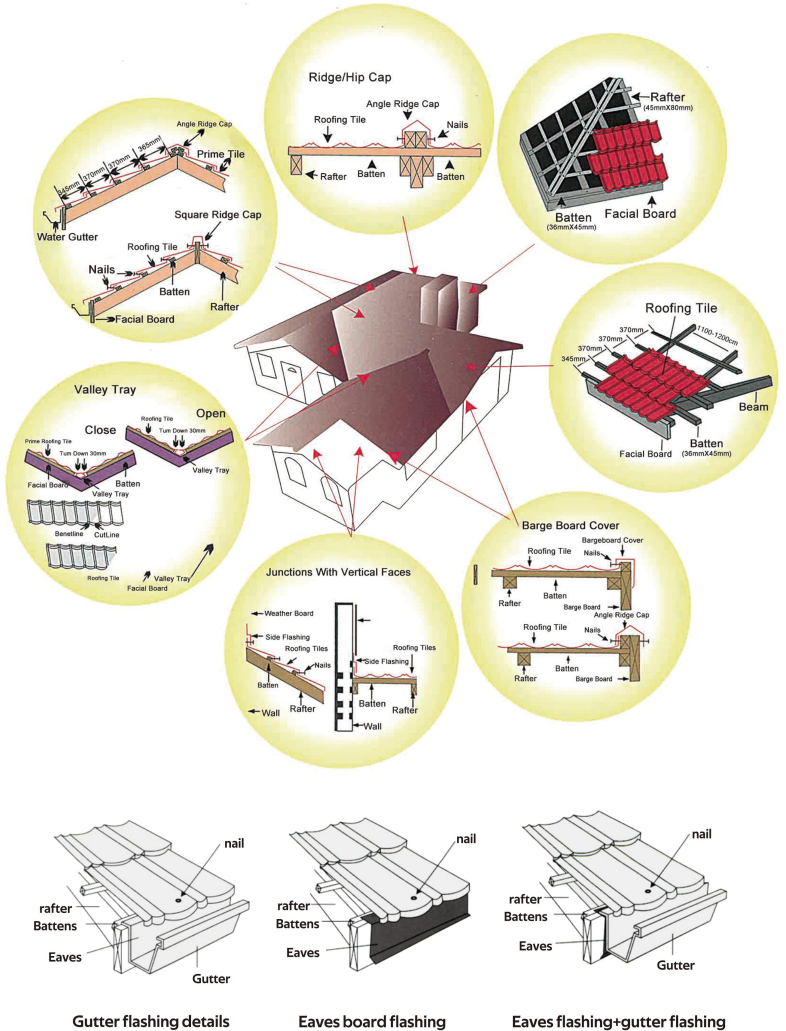 Ridge/Hip Cap
Angle Ridge Cap
Roofing Tile
Nails
Rafter
Batten
Batten
Rafter
(45mmX80mm)
Batten
(36mmX45mm)
Facial Board
345mm
370mm
370mm
365mm
Angle Ridge Cap
Prime Tile
Water Gutter
Square Ridge Cap
Roofing Tile
Nails
Batten
Rafter
Facial Board
Roofing Tile
370mm
370mm
370mm
345mm
1100-1200cm
Beam
Facial Board
Batten
(36mmX45mm)
Valley Tray
Open
Roofing Tile
Close
Turn Down 30mm
Prime Roofing Tile
Turn Down 30mm
Valley Tray
Facial Board
Batten
Valley Tray
Benetline
CutLine
Roofing Tile
Valley Tray
Facial Board
Junctions With Vertical Faces
Weather Board
Side Flashing
Roofing Tiles
Nails
Batten
Rafter
Wall
Roofing Tiles
Side Flashing
Batten
Rafter
Wall
Barge Board Cover
Bargeboard Cover
Roofing Tile
Nails
Batten
Rafter
Barge Board
Angle Ridge Cap
Roofing Tile
Nails
Batten
Rafter
Barge Board
nail
rafter
Battens
Eaves
Gutter
Gutter flashing details
nail
rafter
Battens
Eaves
Eaves board flashing
nail
rafter
Battens
Eaves
Gutter
Eaves flashing+gutter flashing